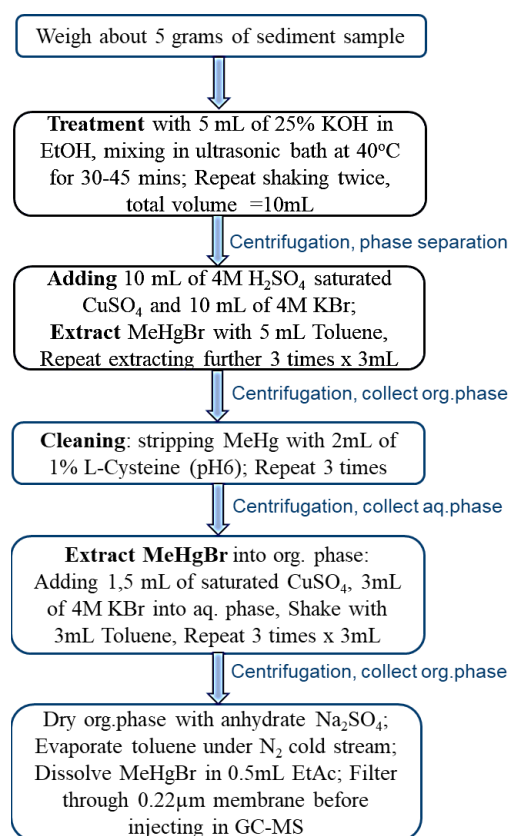 Weigh about 5 grams of sediment sample
Treatment with 5 mL of 25% KOH in
EtOH, mixing in ultrasonic bath at 40°C
for 30-45 mins; Repeat shaking twice,
total volume =10mL
Centrifugation, phase separation
Adding 10 mL of 4M H₂SO₄ saturated
CuSO₄ and 10 mL of 4M KBr;
Extract MeHgBr with 5 mL Toluene,
Repeat extracting further 3 times x 3mL
Centrifugation, collect org.phase
Cleaning: stripping MeHg with 2mL of
1% L-Cysteine (pH6); Repeat 3 times
Centrifugation, collect aq.phase
Extract MeHgBr into org. phase:
Adding 1,5 mL of saturated CuSO₄, 3mL
of 4M KBr into aq. phase, Shake with
3mL Toluene, Repeat 3 times x 3mL
Centrifugation, collect org.phase
Dry org.phase with anhydrate Na₂SO₄;
Evaporate toluene under N₂ cold stream;
Dissolve MeHgBr in 0.5mL EtAc; Filter
through 0.22µm membrane before
injecting in GC-MS